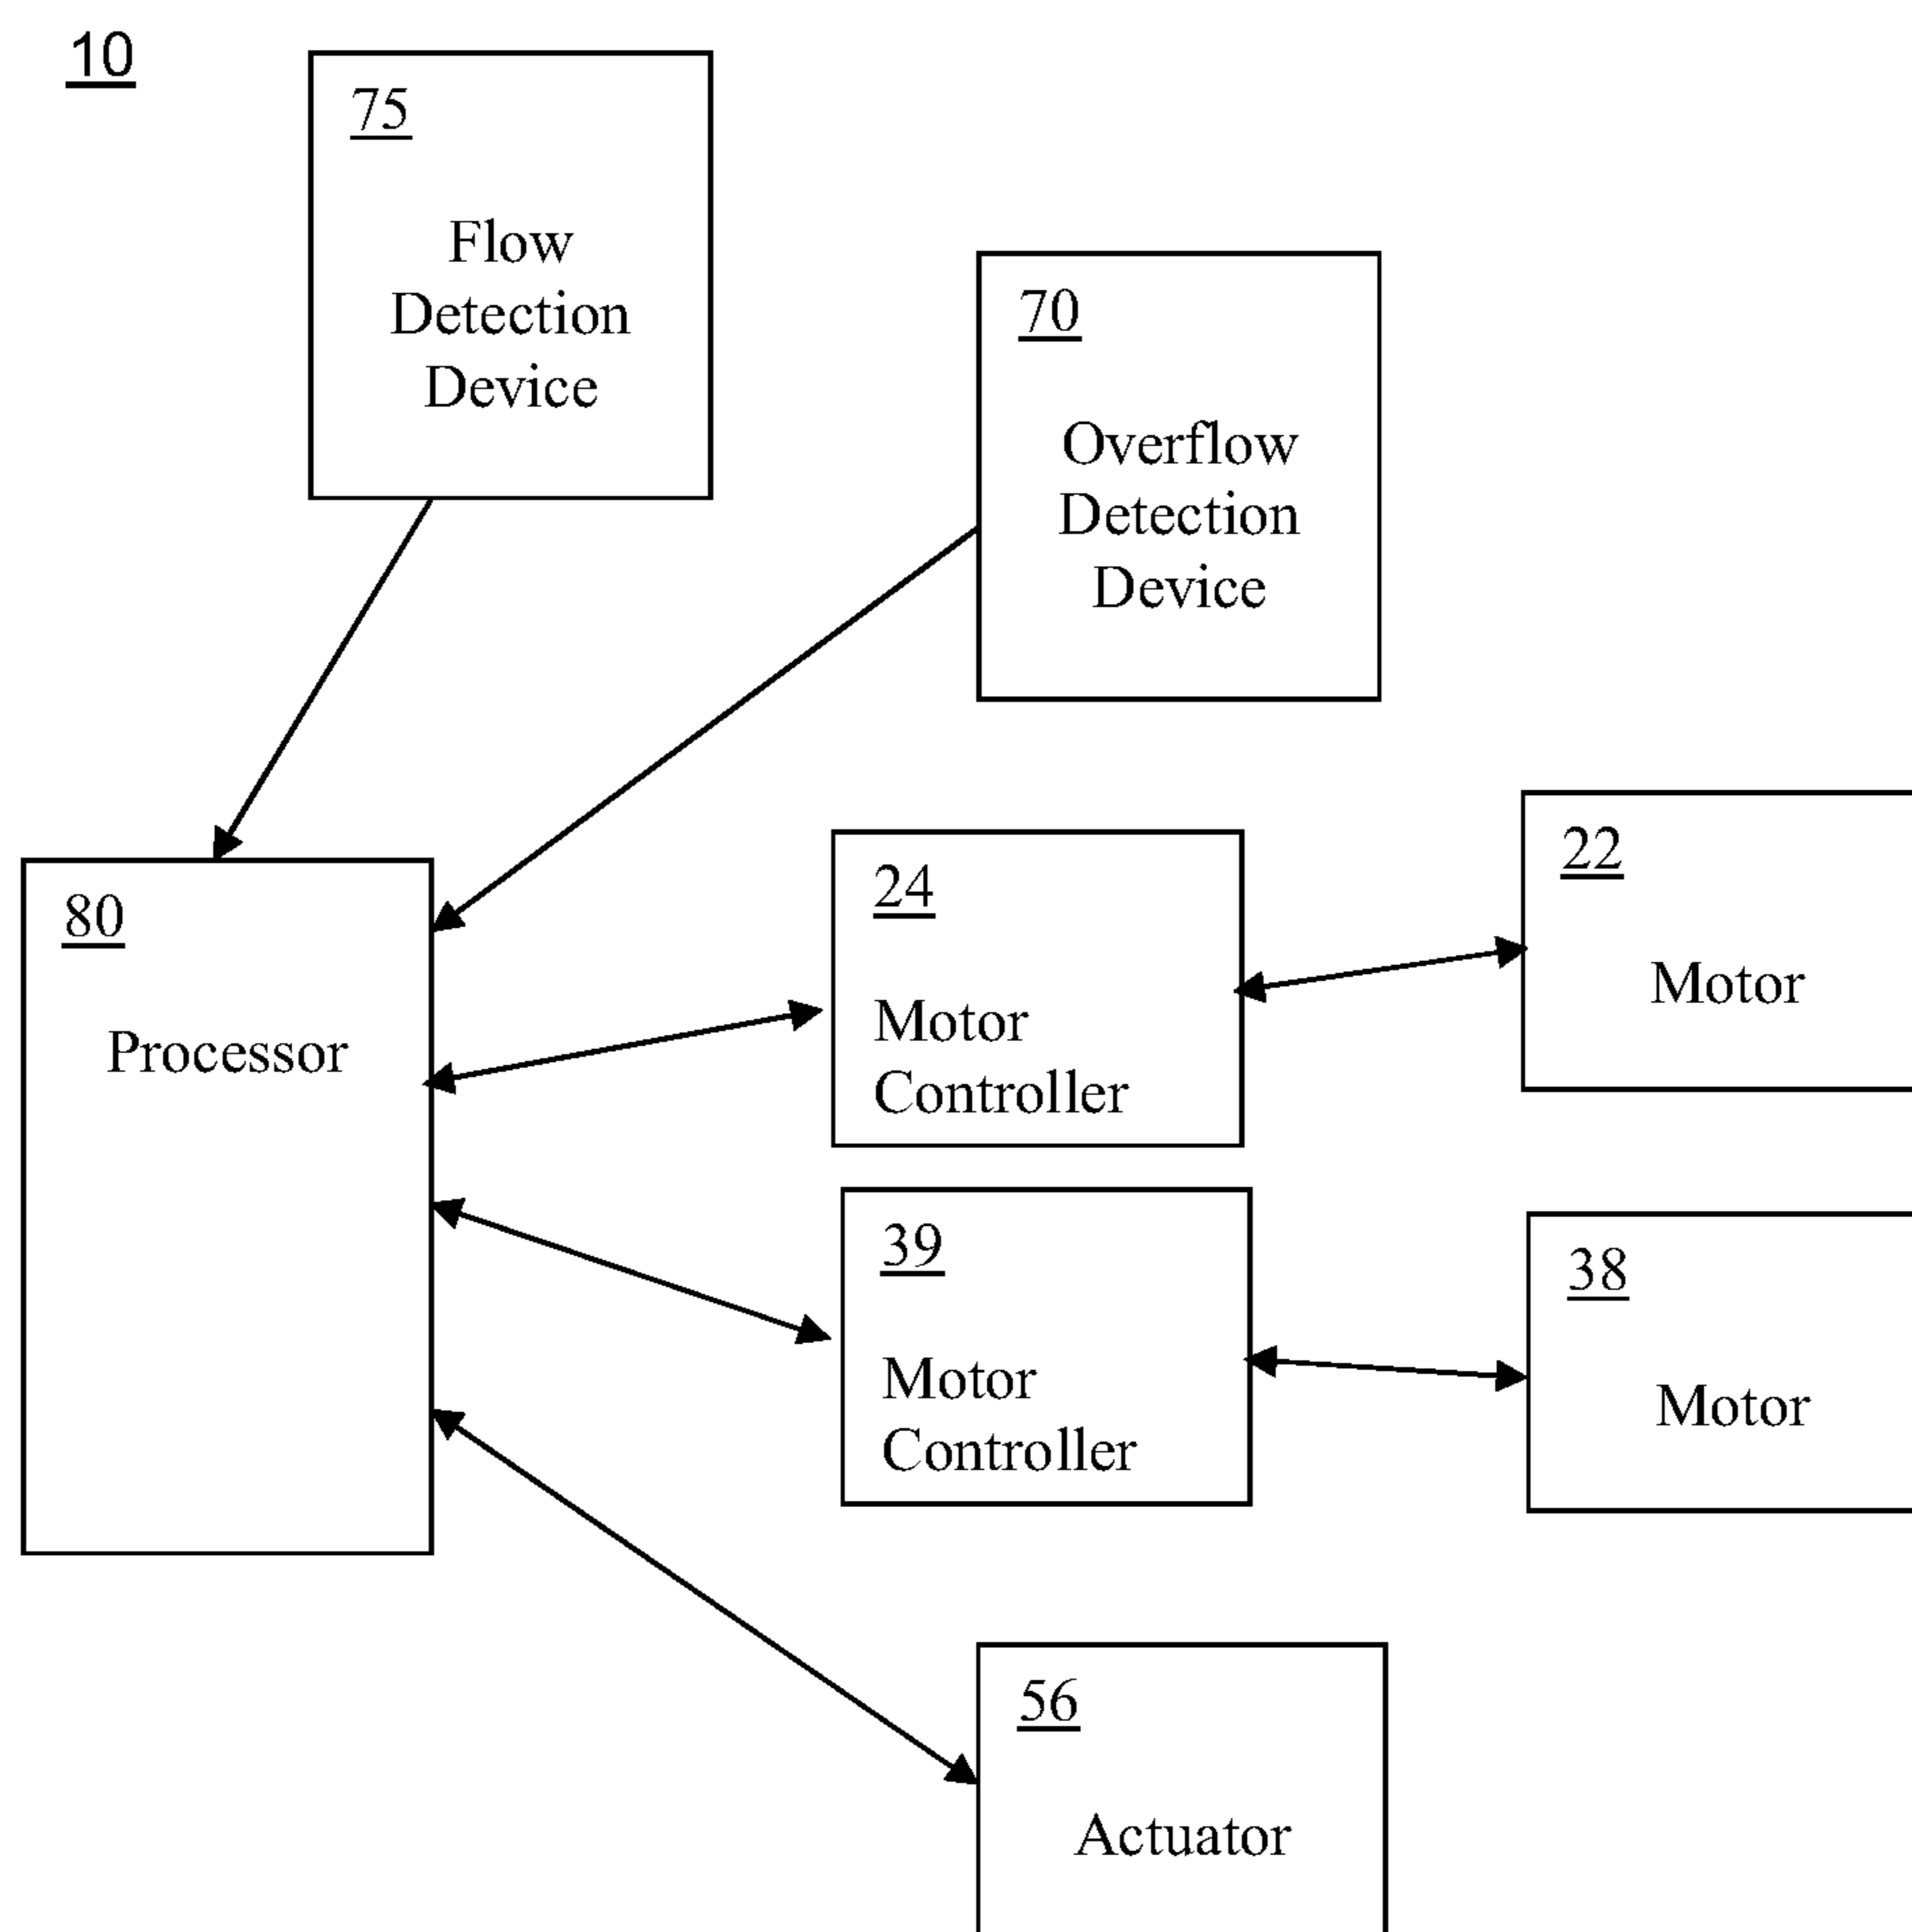 10
75
Flow
Detection
Device
70
Overflow
Detection
Device
80
Processor
24
Motor
Controller
22
Motor
39
Motor
Controller
38
Motor
56
Actuator